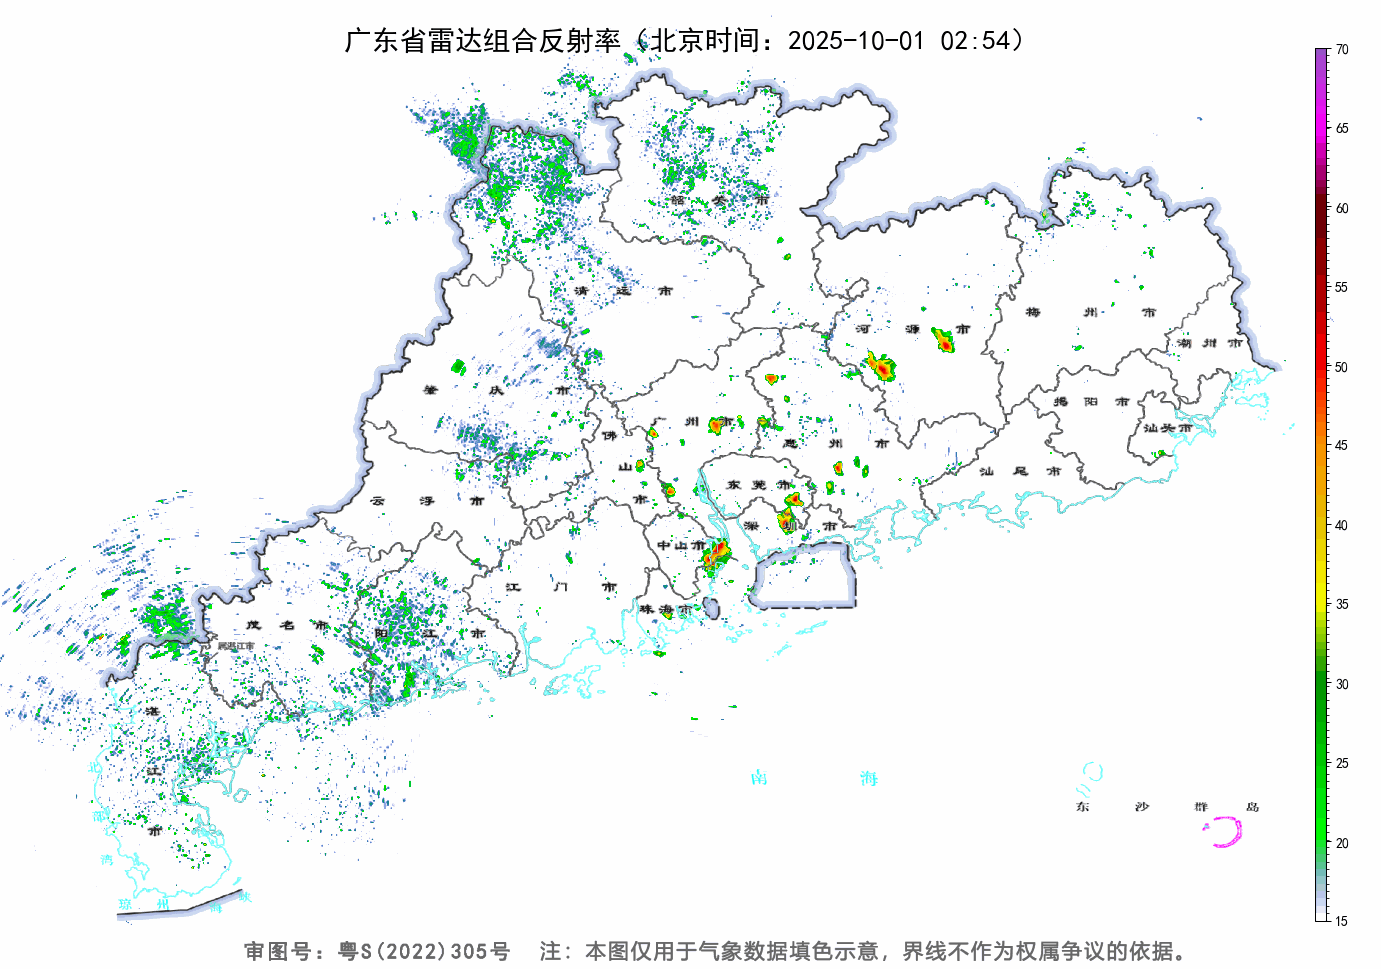 广东省雷达组合反射率（北京时间：2025-10-01 02:54）
70
65
60
55
50
45
40
35
30
25
20
15
韶关市
清远市
河源市
梅州市
潮州市
肇庆市
揭阳市
汕头市
广州市
佛山市
惠州市
汕尾市
东莞市
云浮市
深圳市
中山市
江门市
珠海市
茂名市
阳江市
属湛江市
湛江市
南海
东沙群岛
北部湾
琼州海峡
审图号：粤S(2022)305号 注：本图仅用于气象数据填色示意，界线不作为权属争议的依据。